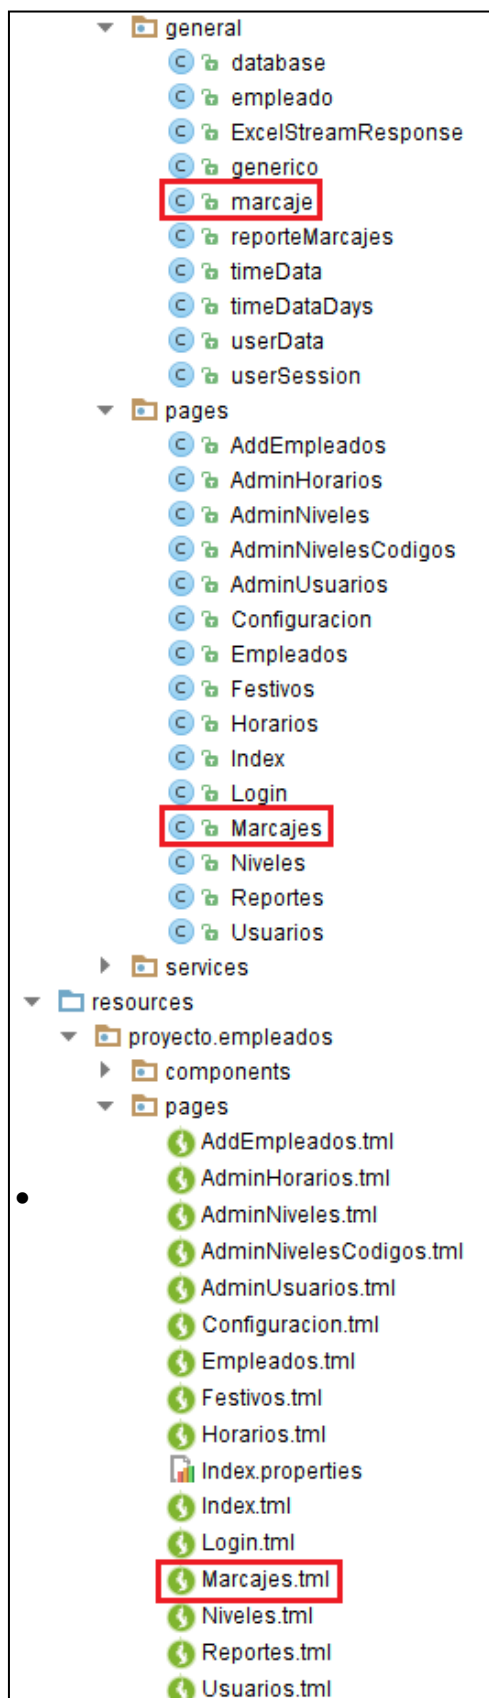 general
database
empleado
ExcelStreamResponse
generico
marcaje
reporteMarcajes
timeData
timeDataDays
userData
userSession
pages
AddEmpleados
AdminHorarios
AdminNiveles
AdminNivelesCodigos
AdminUsuarios
Configuracion
Empleados
Festivos
Horarios
Index
Login
Marcajes
Niveles
Reportes
Usuarios
services
resources
proyecto.empleados
components
pages
AddEmpleados.tml
AdminHorarios.tml
AdminNiveles.tml
AdminNivelesCodigos.tml
AdminUsuarios.tml
Configuracion.tml
Empleados.tml
Festivos.tml
Horarios.tml
Index.properties
Index.tml
Login.tml
Marcajes.tml
Niveles.tml
Reportes.tml
Usuarios.tml